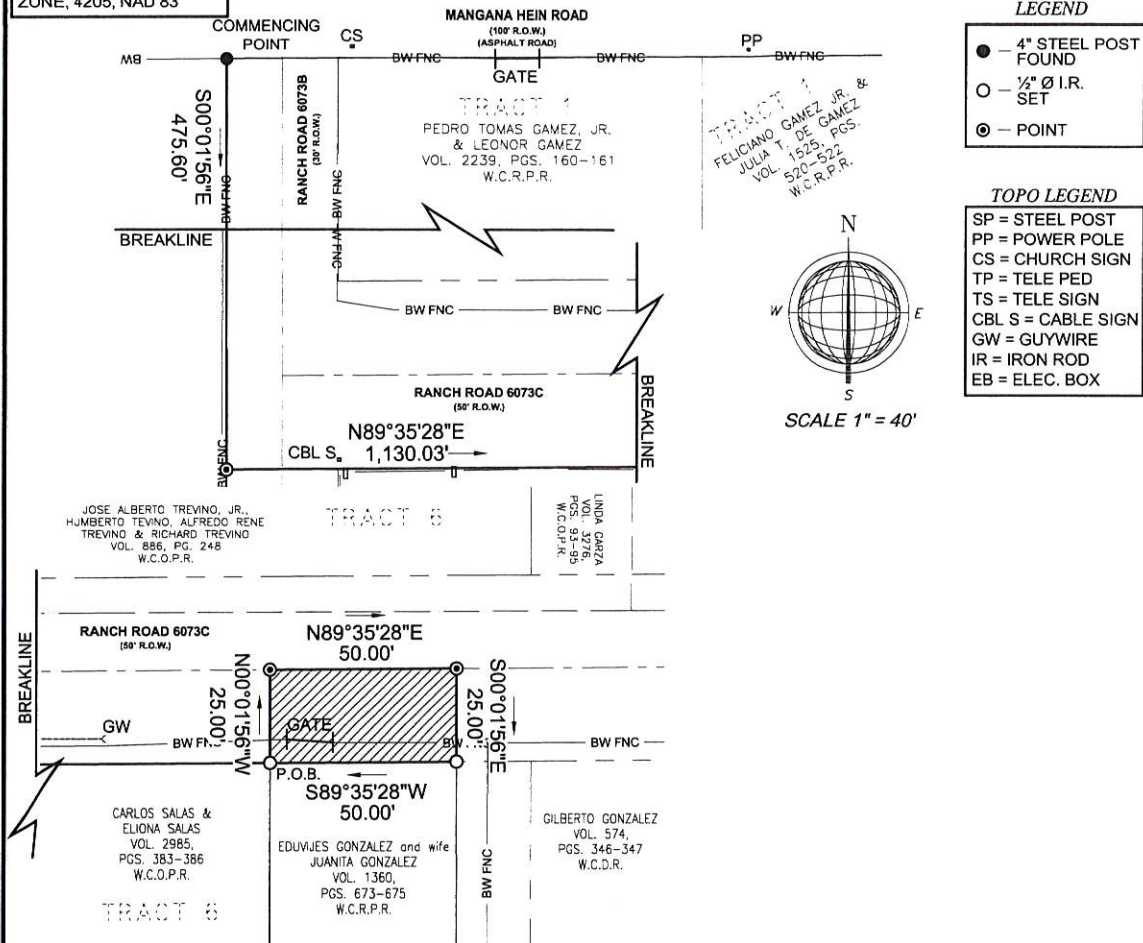 ZONE, 4205, NAD 83
COMMENCING
POINT
CS
MANGANA HEIN ROAD
(100' R.O.W.)
(ASPHALT ROAD)
PP
BW
BW FNC
BW FNC
BW FNC
GATE
S00°01'56"E
475.60'
BW FNC
RANCH ROAD 6073B
(30' R.O.W.)
BW FNC
BW FNC
W FNC
TRACT 1
PEDRO TOMAS GAMEZ, JR.
& LEONOR GAMEZ
VOL. 2239, PGS. 160-161
W.C.R.P.R.
TRACT 1
FELICIANO GAMEZ JR. &
JULIA T. DE GAMEZ
VOL. 1525, PGS.
520-522
W.C.R.P.R.
LEGEND
4" STEEL POST
FOUND
½" Ø I.R.
SET
POINT
TOPO LEGEND
SP = STEEL POST
PP = POWER POLE
CS = CHURCH SIGN
TP = TELE PED
TS = TELE SIGN
CBL S = CABLE SIGN
GW = GUYWIRE
IR = IRON ROD
EB = ELEC. BOX
N
W
E
S
SCALE 1" = 40'
BREAKLINE
BW FNC
BW FNC
RANCH ROAD 6073C
(50' R.O.W.)
BREAKLINE
BW FNC
CBL S
N89°35'28"E
1,130.03'
JOSE ALBERTO TREVINO, JR.,
HUMBERTO TEVINO, ALFREDO RENE
TREVINO & RICHARD TREVINO
VOL. 886, PG. 248
W.C.O.P.R.
TRACT 6
LINDA GARZA
VOL. 3276,
PGS. 93-95
W.C.O.P.R.
BREAKLINE
RANCH ROAD 6073C
(50' R.O.W.)
N89°35'28"E
50.00'
N00°01'56"W
25.00'
S00°01'56"E
25.00'
GW
BW FNC
GATE
BW
BW FNC
P.O.B.
S89°35'28"W
50.00'
CARLOS SALAS &
ELIONA SALAS
VOL. 2985,
PGS. 383-386
W.C.O.P.R.
TRACT 6
EDUVIJES GONZALEZ and wife
JUANITA GONZALEZ
VOL. 1360,
PGS. 673-675
W.C.R.P.R.
BW FNC
GILBERTO GONZALEZ
VOL. 574,
PGS. 346-347
W.C.D.R.